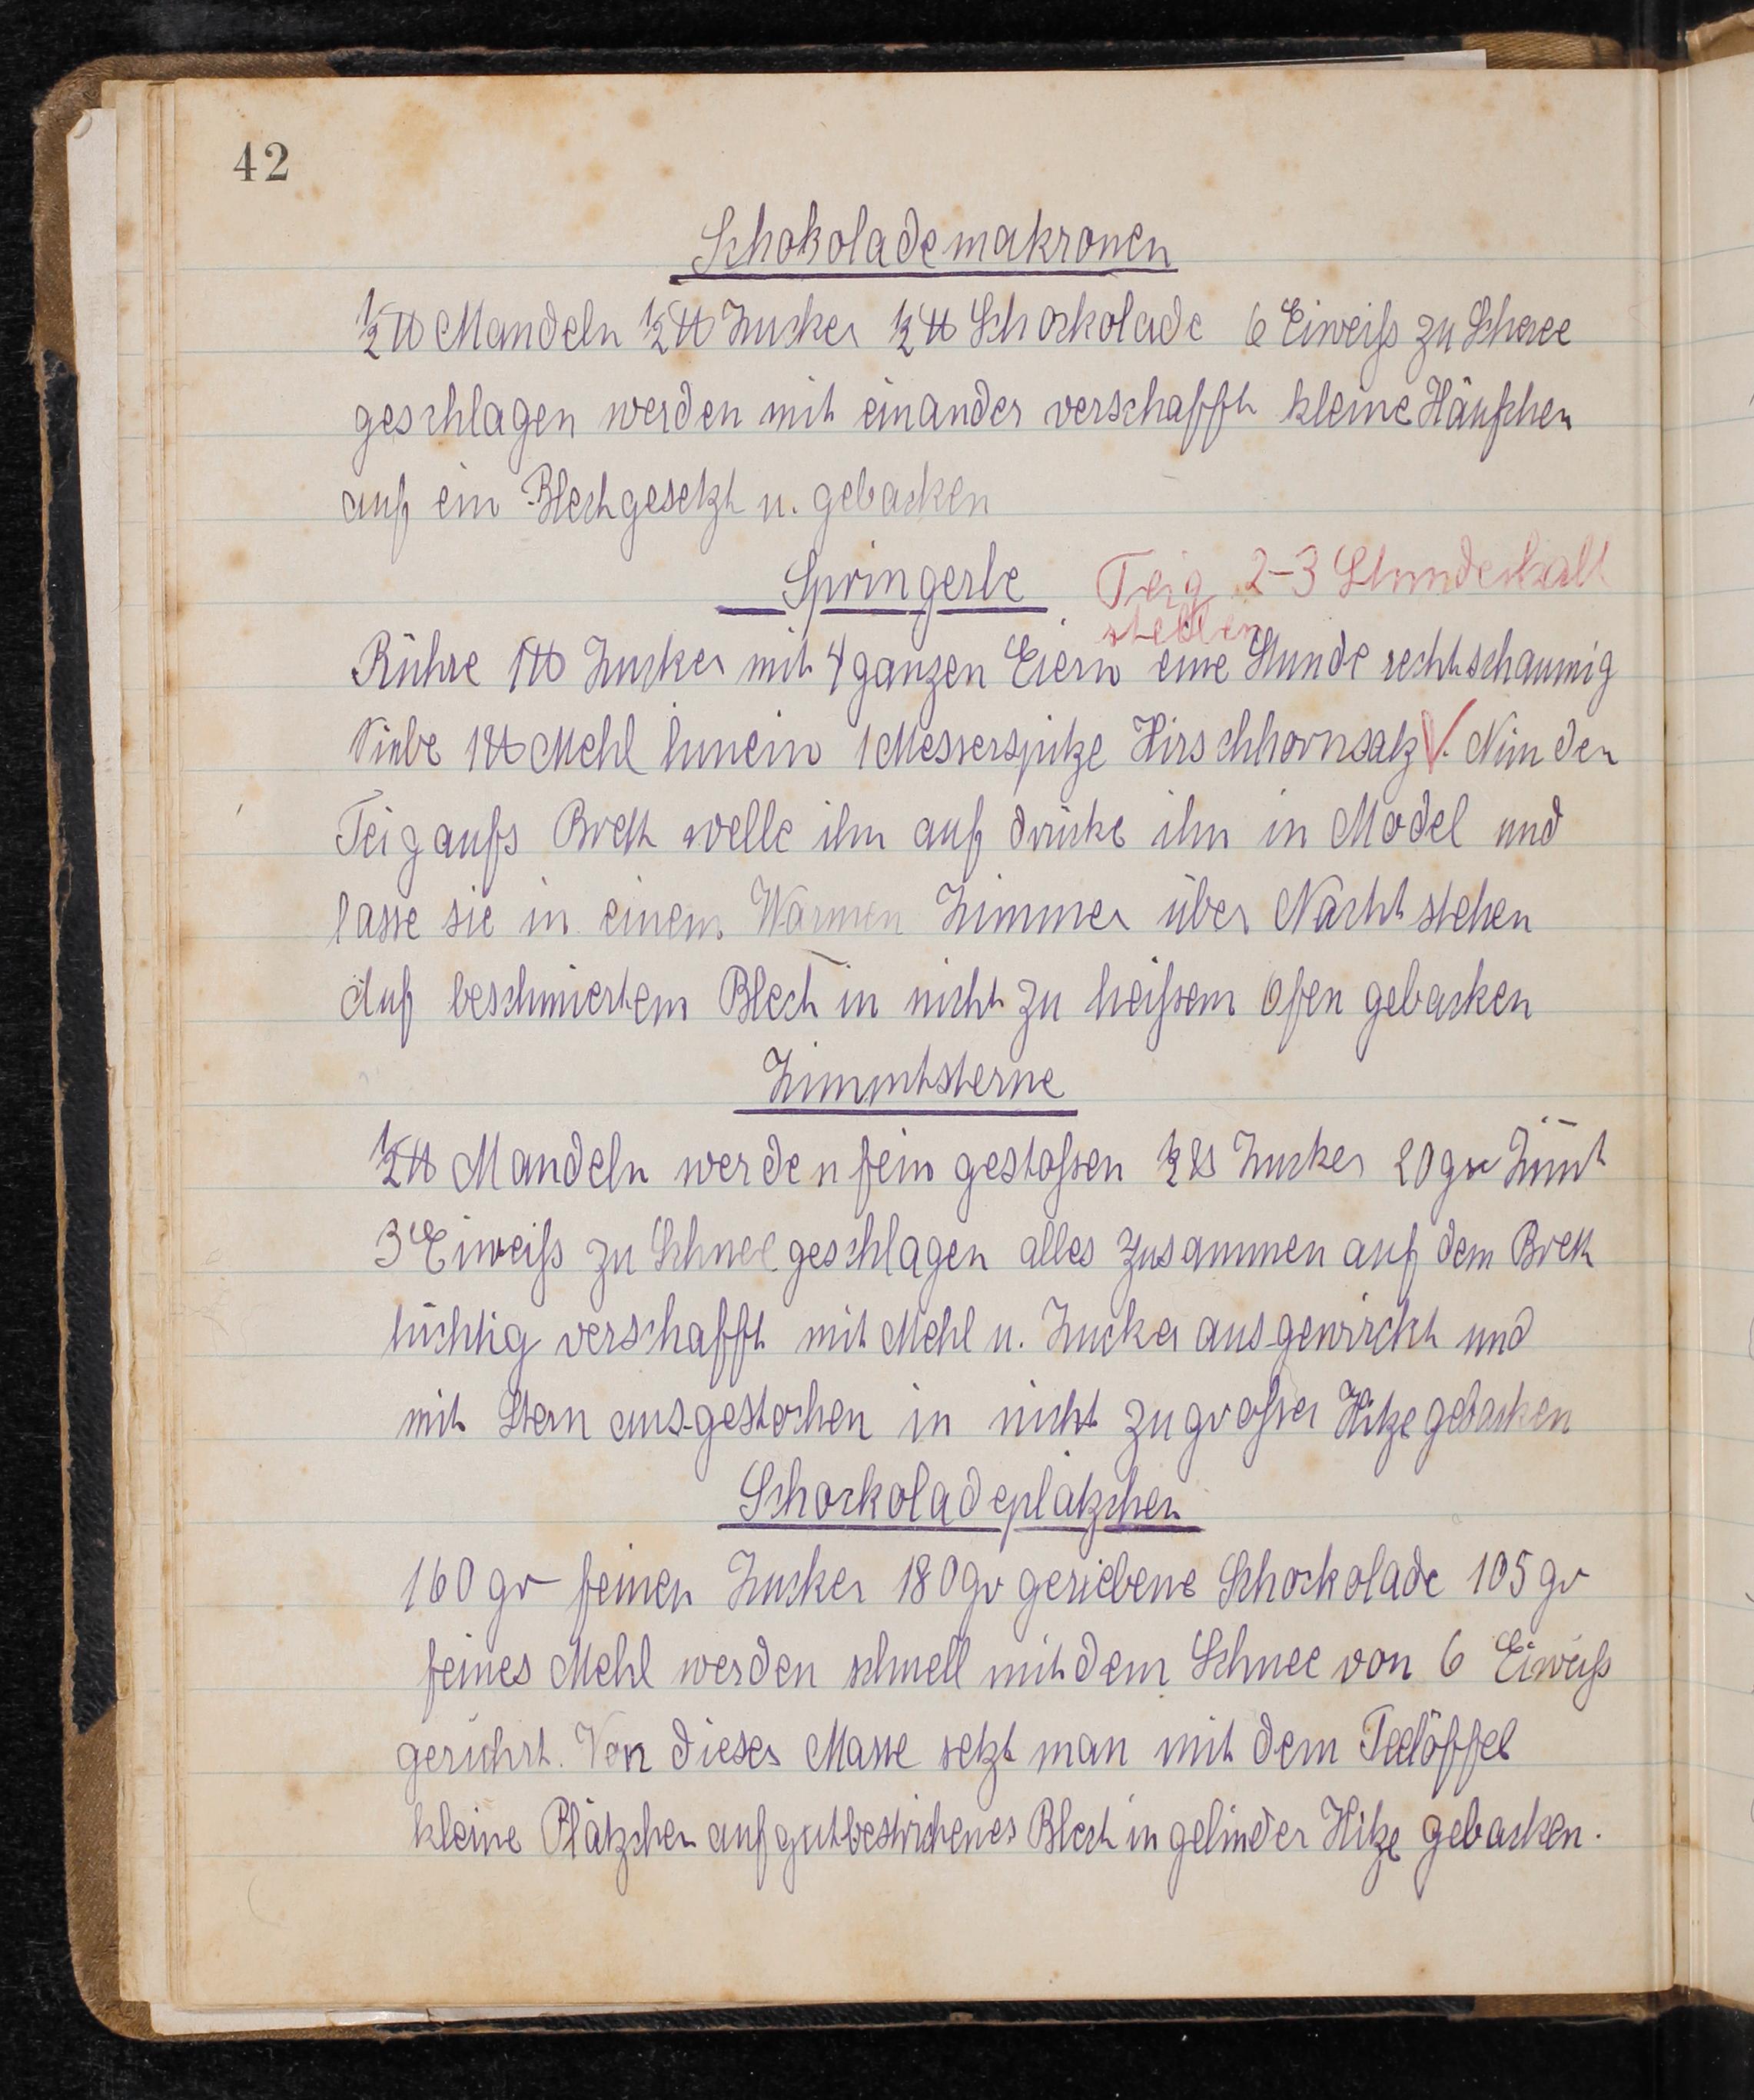 42
Schokolademakronen
½ ℔ Mandeln ½ ℔ Zucker ½ ℔ Schockolade 6 Eiweiß zu Schnee
geschlagen werden mit einander verschafft kleine Häufchen
auf ein Blech gesetzt u. gebacken
Springerle Teig 2-3 Stunde kalt
stellen
Rühre 1 ℔ Zucker mit 4 ganzen Eiern eine Stunde recht schaumig
Siebe 1 ℔ Mehl hinein 1 Messerspitze Hirschhornsalz √. Nim den
Teig aufs Brett welle ihn auf drücke ihn in Model und
lasse sie in einem Warmen Zimmer über Nacht stehen
Auf beschmiertem Blech in nicht zu heißem Ofen gebacken
Zimmtsterne
½ ℔ Mandeln werden fein gestoßen ½ ℔ Zucker 20 gr Zim̄t
3 Eiweiß zu Schnee geschlagen alles zusammen auf dem Brett
tüchtig verschafft mit Mehl u. Zucker ausgewirckt und
mit Stern ausgestochen in nicht zu großer Hitze gebacken
Schockoladeplätzchen
160 gr feinen Zucker 180 gr geriebene Schockolade 105 gr
feines Mehl werden schnell mit dem Schnee von 6 Eiweiß
gerührt. Von dieser Masse setzt man mit dem Teelöffel
kleine Plätzchen auf gutbestrichenes Blech in gelinder Hitze gebacken.